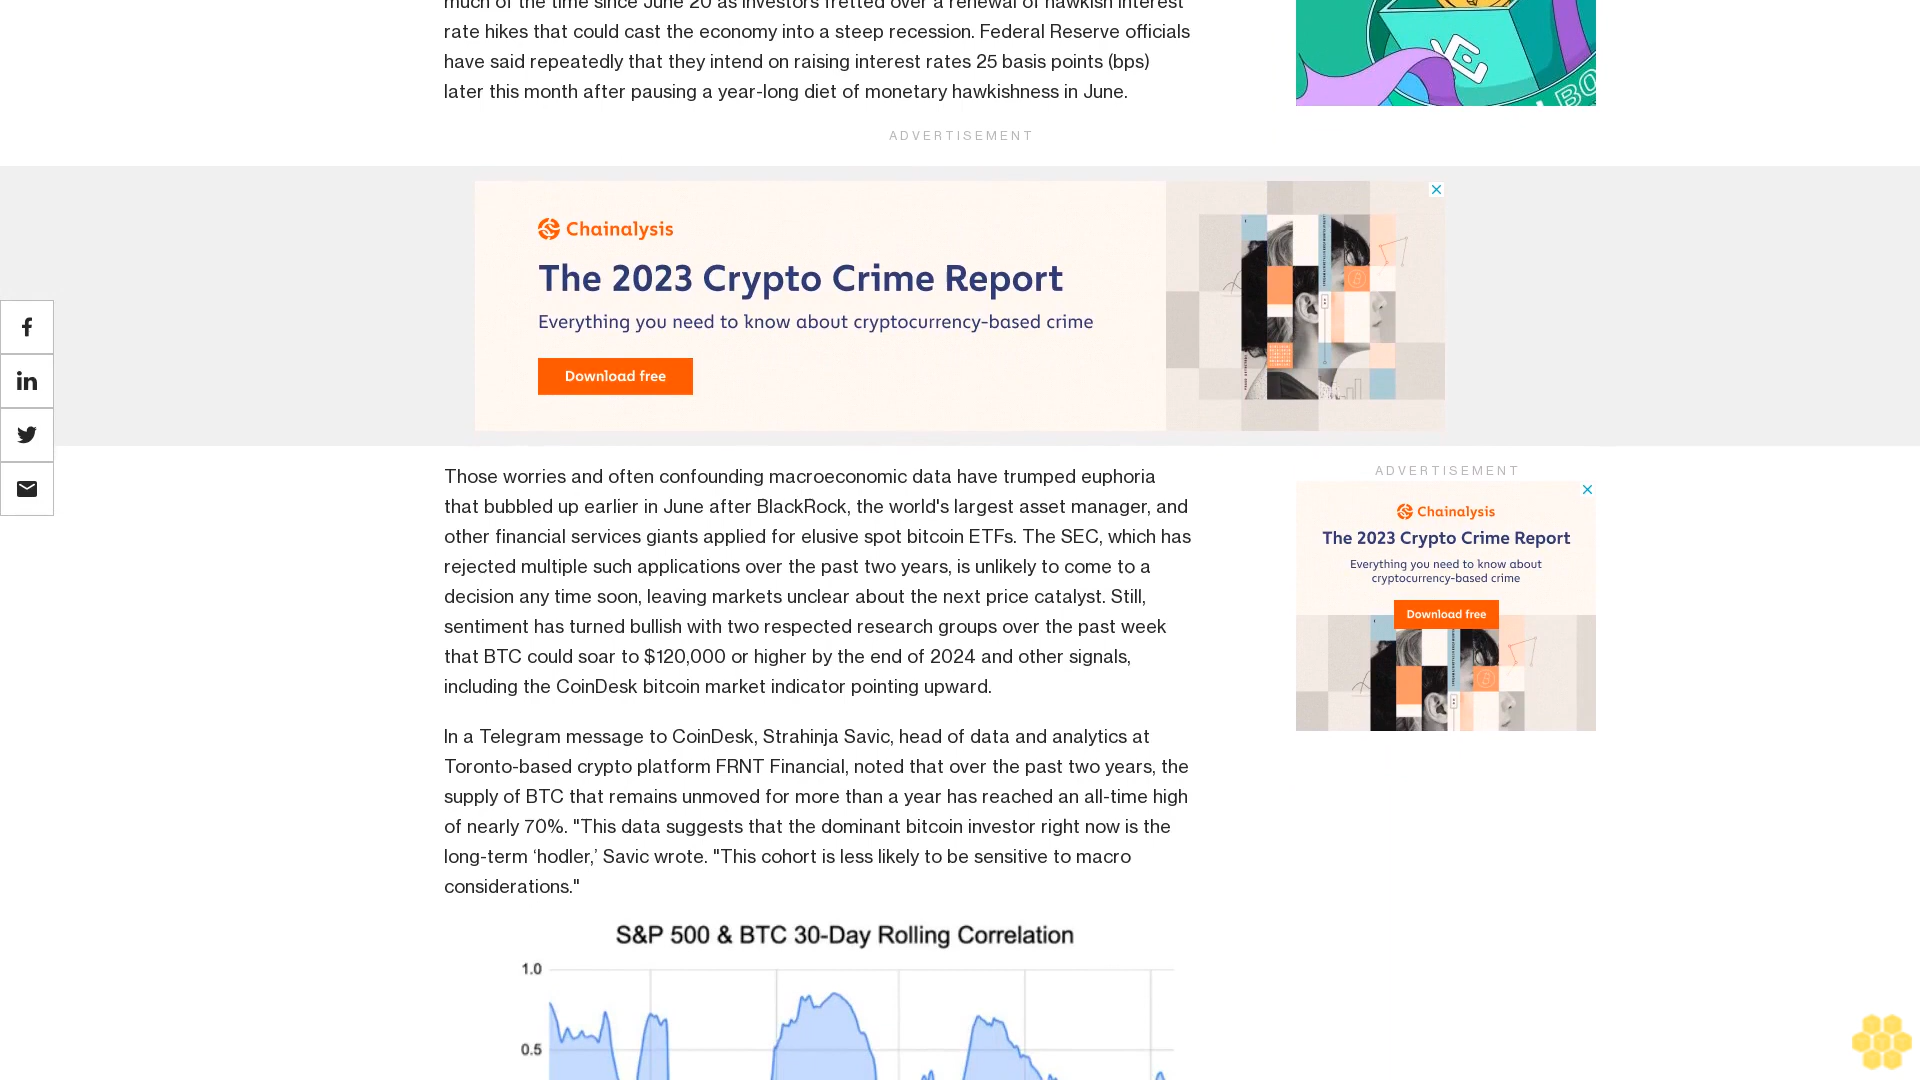 much of the time since June 20 as investors fretted over a renewal of hawkish interest
rate hikes that could cast the economy into a steep recession. Federal Reserve officials
have said repeatedly that they intend on raising interest rates 25 basis points (bps)
later this month after pausing a year-long diet of monetary hawkishness in June.
ADVERTISEMENT
Chainalysis
The 2023 Crypto Crime Report
Everything you need to know about cryptocurrency-based crime
Download free
Those worries and often confounding macroeconomic data have trumped euphoria
that bubbled up earlier in June after BlackRock, the world's largest asset manager, and
other financial services giants applied for elusive spot bitcoin ETFs. The SEC, which has
rejected multiple such applications over the past two years, is unlikely to come to a
decision any time soon, leaving markets unclear about the next price catalyst. Still,
sentiment has turned bullish with two respected research groups over the past week
that BTC could soar to $120,000 or higher by the end of 2024 and other signals,
including the CoinDesk bitcoin market indicator pointing upward.
In a Telegram message to CoinDesk, Strahinja Savic, head of data and analytics at
Toronto-based crypto platform FRNT Financial, noted that over the past two years, the
supply of BTC that remains unmoved for more than a year has reached an all-time high
of nearly 70%. "This data suggests that the dominant bitcoin investor right now is the
long-term ‘hodler,’ Savic wrote. "This cohort is less likely to be sensitive to macro
considerations."
S&P 500 & BTC 30-Day Rolling Correlation
1.0
0.5
ADVERTISEMENT
Chainalysis
The 2023 Crypto Crime Report
Everything you need to know about
cryptocurrency-based crime
Download free